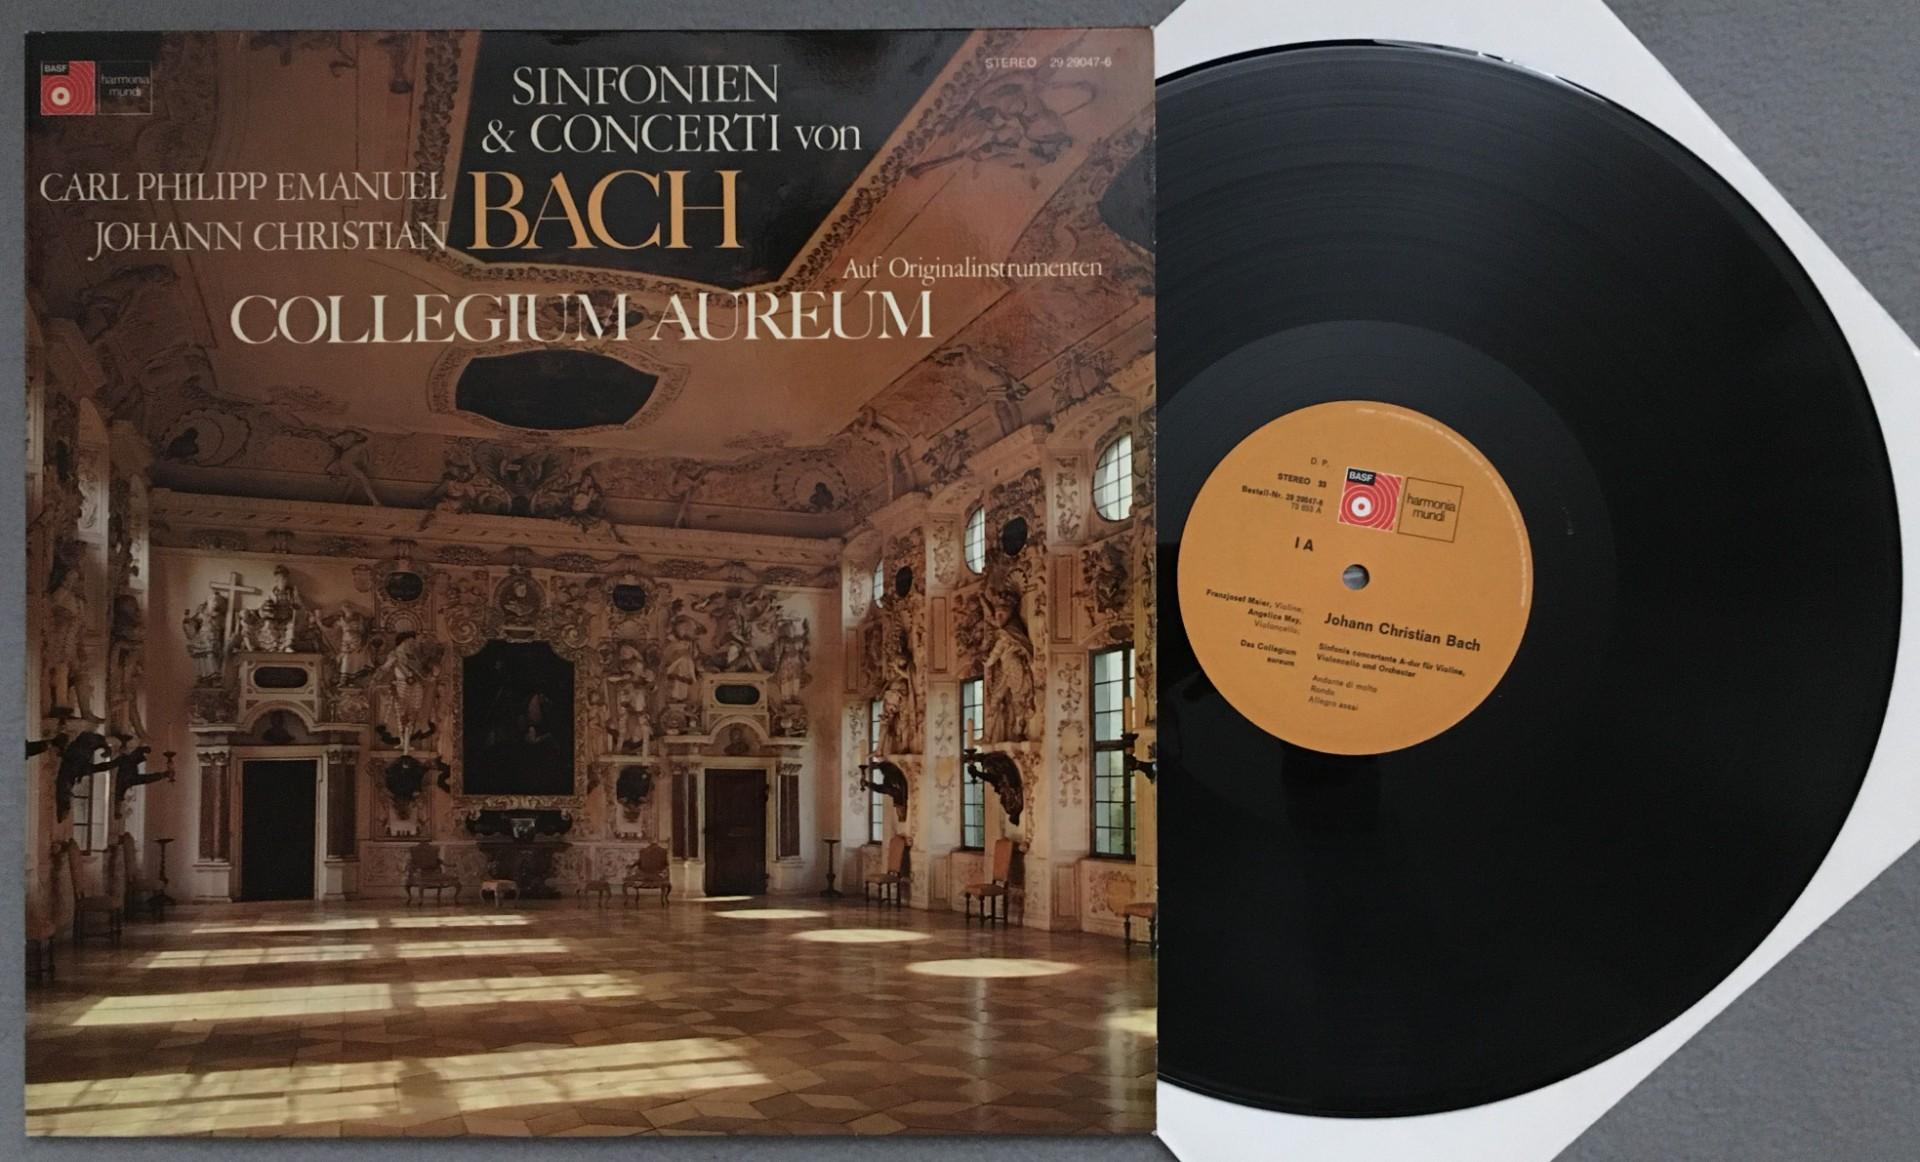 BASF
harmonia
mundi
STEREO 29 29047-6
SINFONIEN
& CONCERTI von
CARL PHILIPP EMANUEL
JOHANN CHRISTIAN
BACH
Auf Originalinstrumenten
COLLEGIUM AUREUM
D. P.
STEREO 33
Bestell-Nr. 29 29047-6
BASF
harmonia
mundi
I A
Franzjosef Maier, Violine;
Angelica May,
Violoncello;
Das Collegium
aureum
Johann Christian Bach
Sinfonia concertante A-dur für Violine,
Violoncello und Orchester
Andante di molto
Rondo
Allegro assai